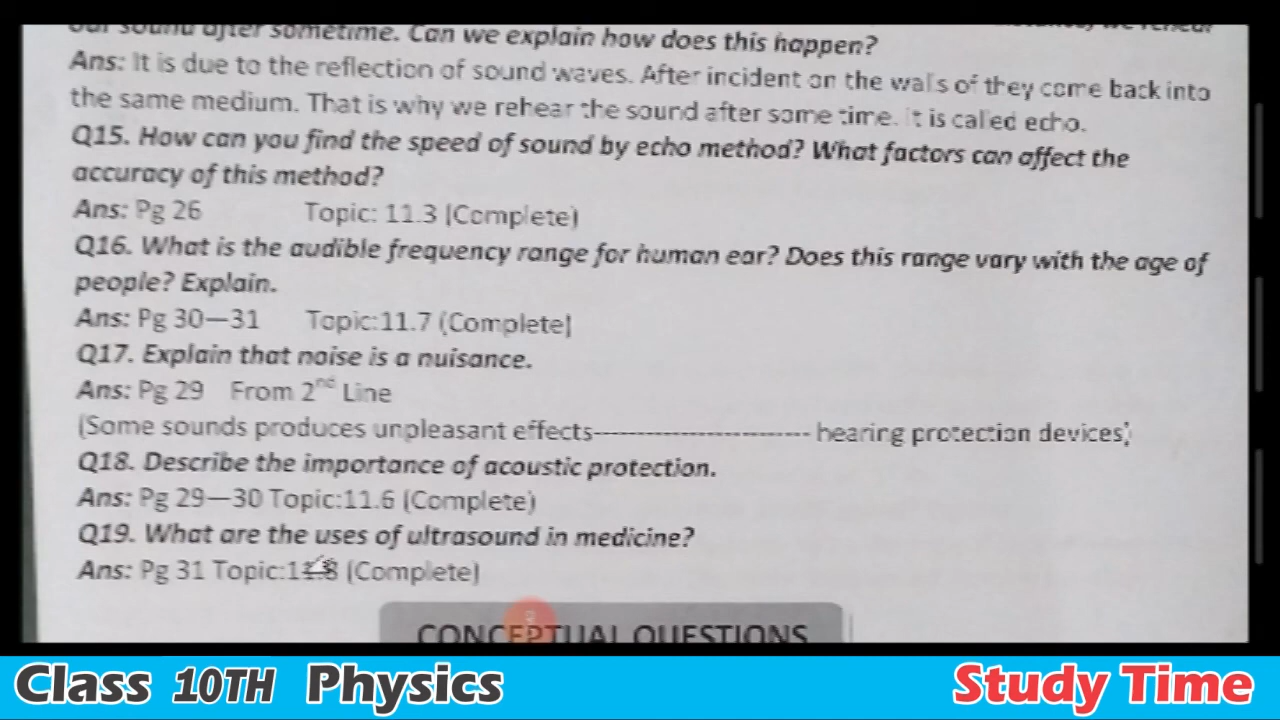 our sound after sometime. Can we explain how does this happen?
Ans: It is due to the reflection of sound waves. After incident on the walls of they come back into
the same medium. That is why we rehear the sound after some time. It is called echo.
Q15. How can you find the speed of sound by echo method? What factors can affect the
accuracy of this method?
Ans: Pg 26 Topic: 11.3 (Complete)
Q16. What is the audible frequency range for human ear? Does this range vary with the age of
people? Explain.
Ans: Pg 30—31 Topic:11.7 (Complete)
Q17. Explain that noise is a nuisance.
Ans: Pg 29 From 2nd Line
(Some sounds produces unpleasant effects------------------------ hearing protection devices)
Q18. Describe the importance of acoustic protection.
Ans: Pg 29—30 Topic:11.6 (Complete)
Q19. What are the uses of ultrasound in medicine?
Ans: Pg 31 Topic:11.8 (Complete)
CONCEPTUAL QUESTIONS
Class 10TH Physics Study Time